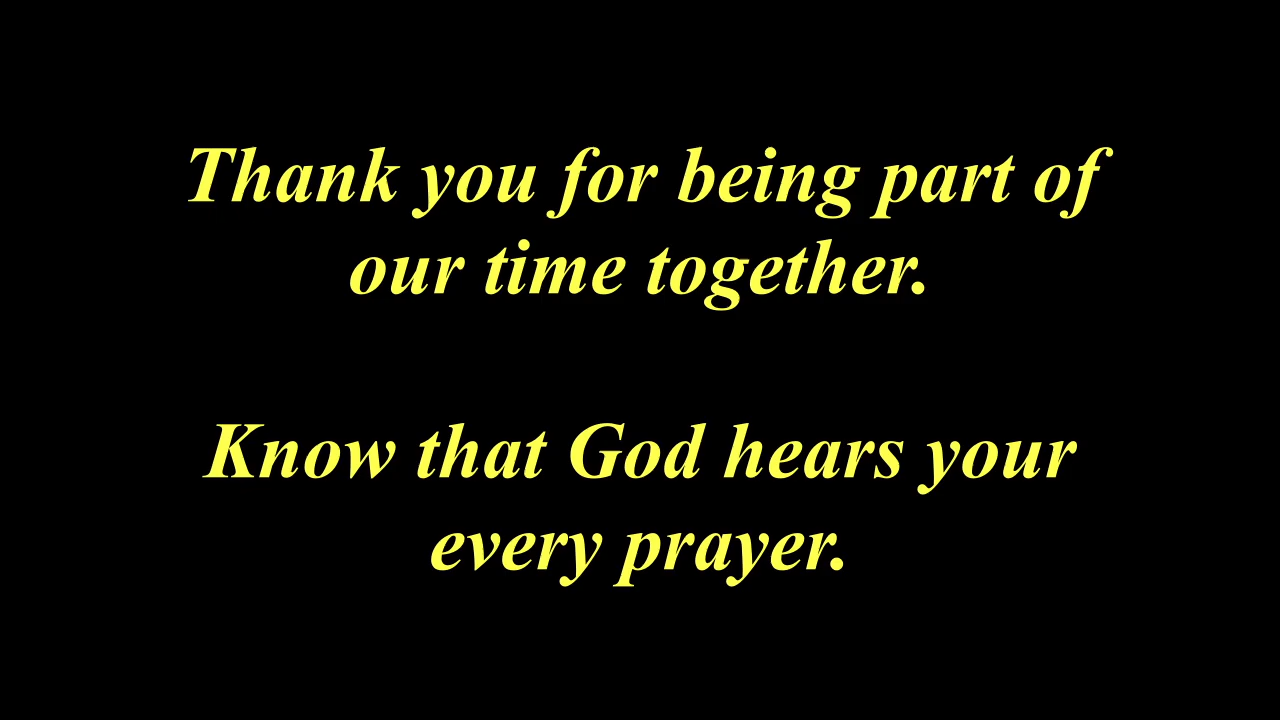 Thank you for being part of
our time together.
Know that God hears your
every prayer.